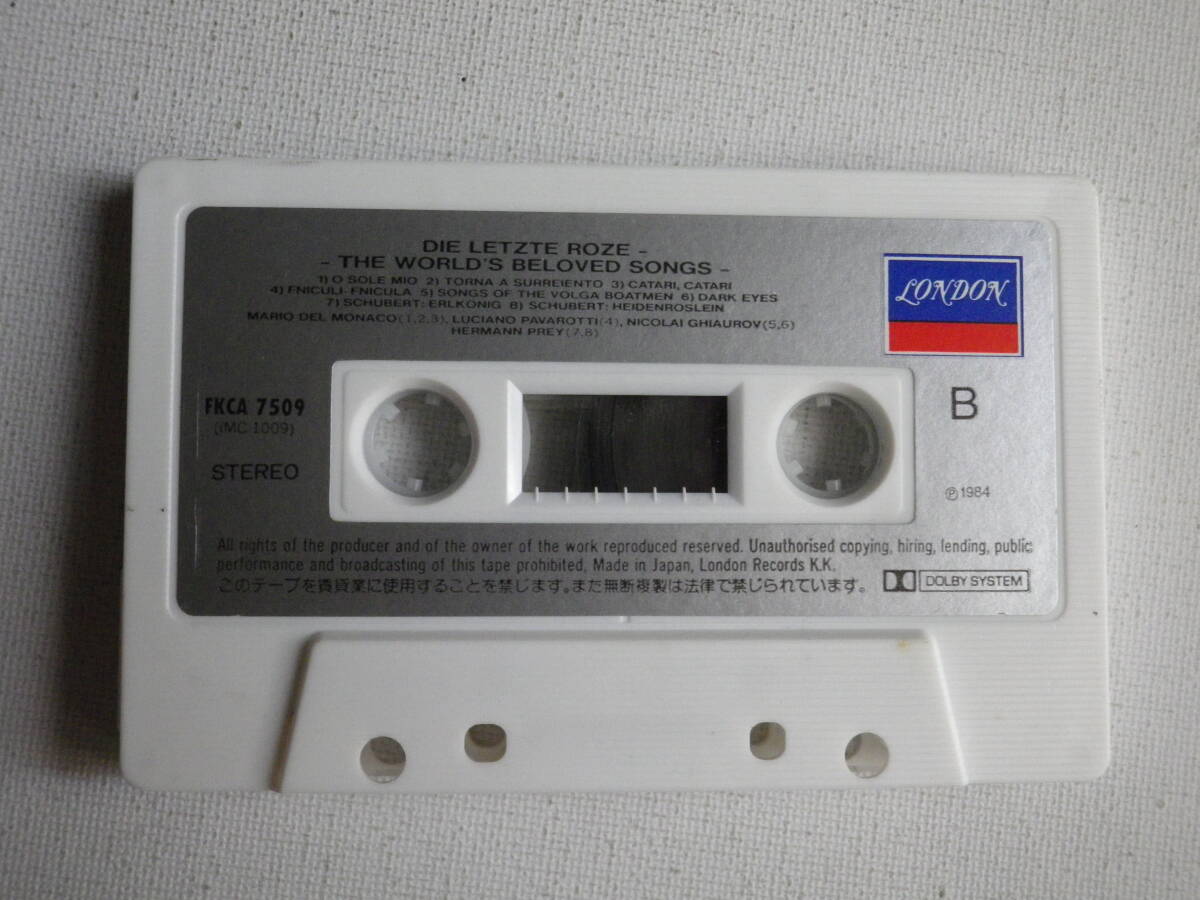 DIE LETZTE ROZE -
- THE WORLD'S BELOVED SONGS -
1) O SOLE MIO 2) TORNA A SURREIENTO 3) CATARI, CATARI
4) FNICULI-FNICULA 5) SONGS OF THE VOLGA BOATMEN 6) DARK EYES
7) SCHUBERT: ERLKÖNIG 8) SCHUBERT: HEIDENROSLEIN
MARIO DEL MONACO(1,2,3), LUCIANO PAVAROTTI(4), NICOLAI GHIAUROV(5,6)
HERMANN PREY(7,8)
LONDON
FKCA 7509
(IMC 1009)
STEREO
B
Ⓟ1984
All rights of the producer and of the owner of the work reproduced reserved. Unauthorised copying, hiring, lending, public
performance and broadcasting of this tape prohibited, Made in Japan, London Records K.K.
このテープを賃貸業に使用することを禁じます。また無断複製は法律で禁じられています。
DOLBY SYSTEM